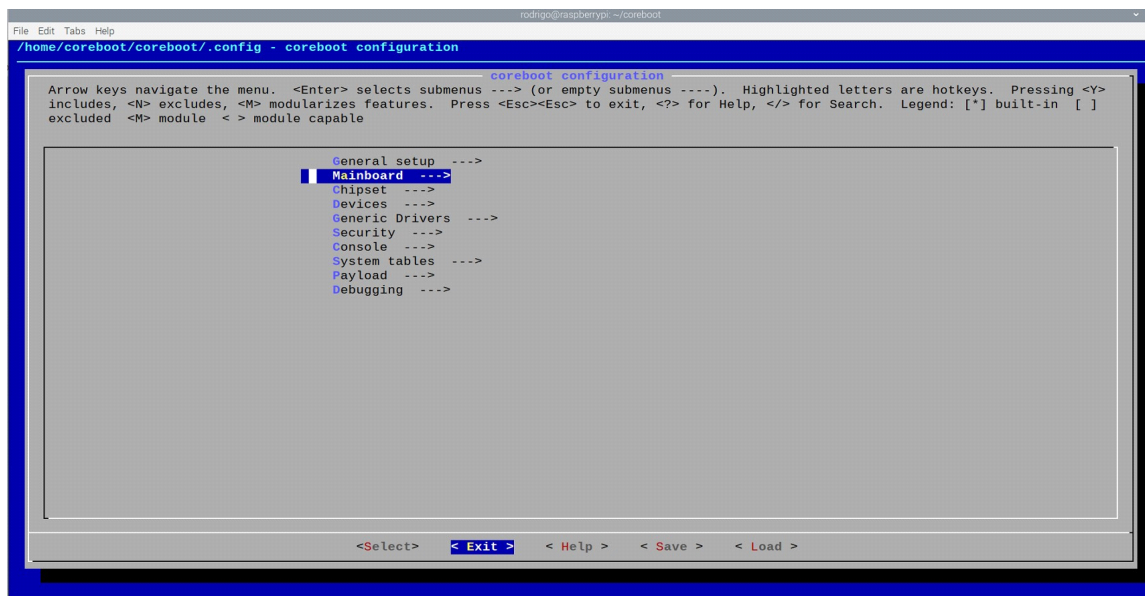 rodrigo@raspberrypi: ~/coreboot
File Edit Tabs Help
/home/coreboot/coreboot/.config - coreboot configuration
coreboot configuration
Arrow keys navigate the menu. <Enter> selects submenus ---> (or empty submenus ----). Highlighted letters are hotkeys. Pressing <Y>
includes, <N> excludes, <M> modularizes features. Press <Esc><Esc> to exit, <?> for Help, </> for Search. Legend: [*] built-in [ ]
excluded <M> module < > module capable
General setup --->
Mainboard --->
Chipset --->
Devices --->
Generic Drivers --->
Security --->
Console --->
System tables --->
Payload --->
Debugging --->
<Select> < Exit > < Help > < Save > < Load >